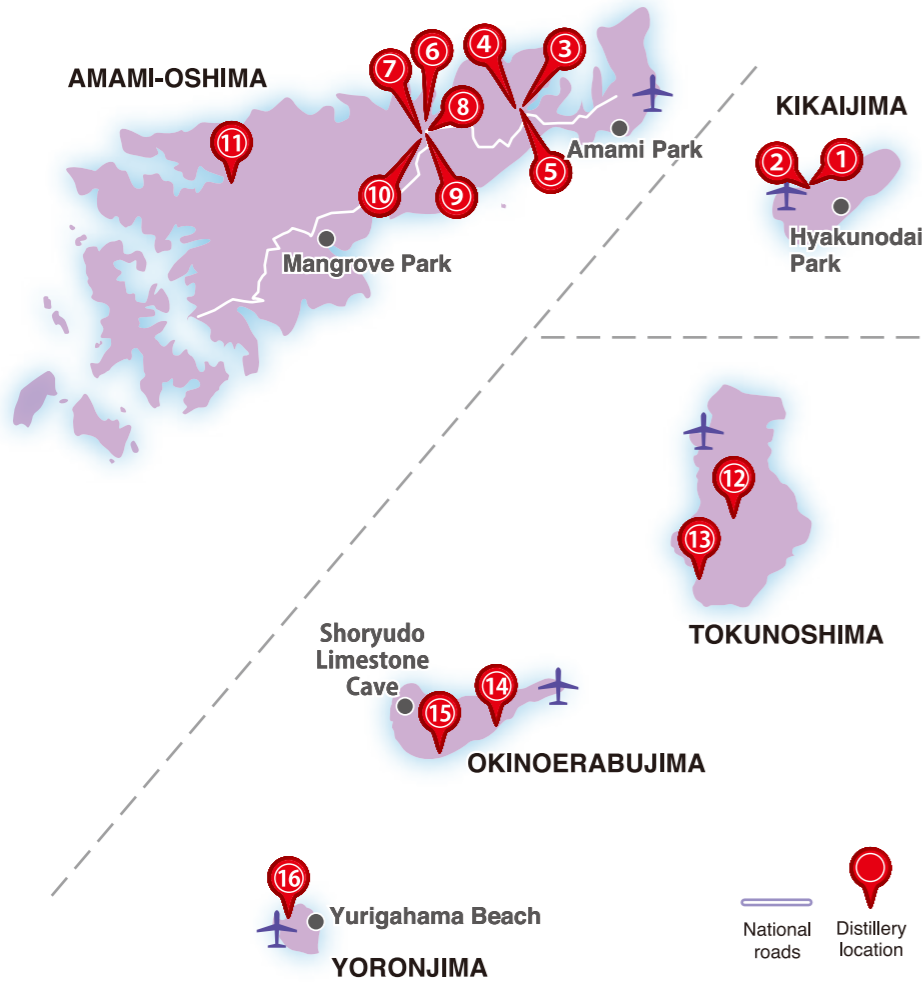 AMAMI-OSHIMA
7
6
4
3
8
11
10
9
5
Amami Park
Mangrove Park
KIKAIJIMA
2
1
Hyakunodai
Park
12
13
TOKUNOSHIMA
Shoryudo
Limestone
Cave
14
15
OKINOERABUJIMA
16
Yurigahama Beach
YORONJIMA
National
roads
Distillery
location